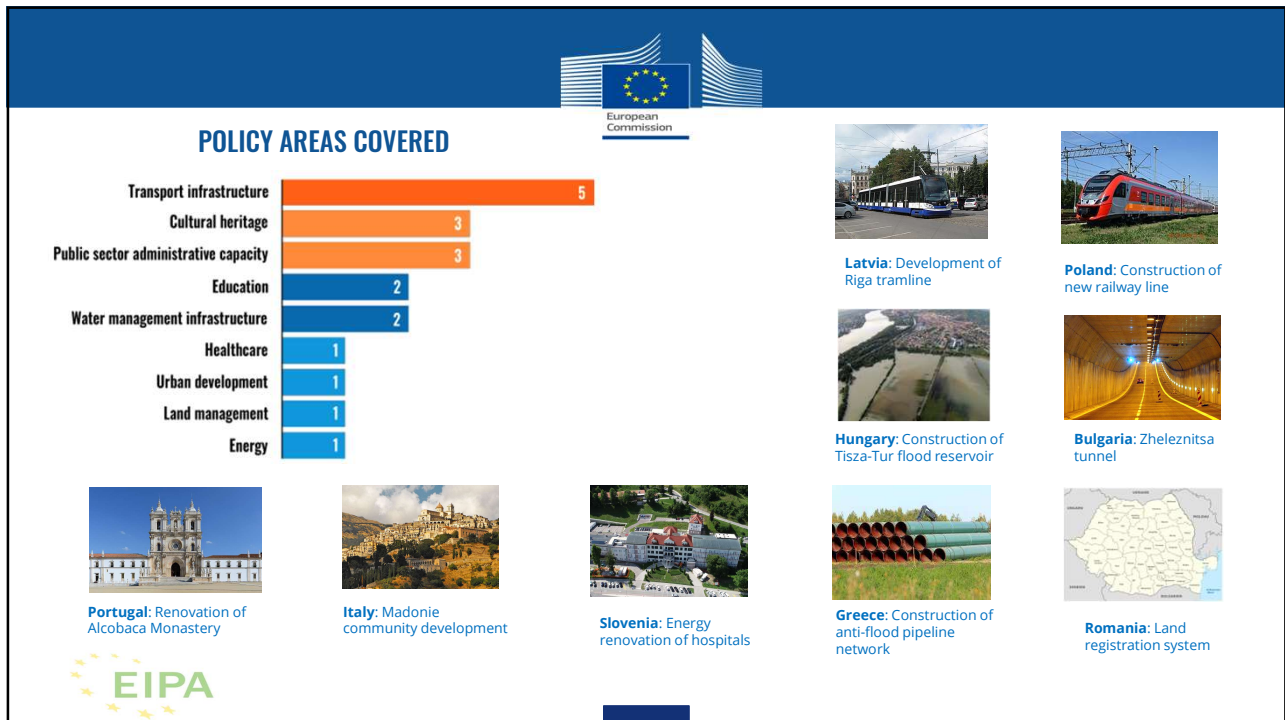 European
Commission
POLICY AREAS COVERED
Transport infrastructure 5
Cultural heritage 3
Public sector administrative capacity 3
Education 2
Water management infrastructure 2
Healthcare 1
Urban development 1
Land management 1
Energy 1
Latvia: Development of
Riga tramline
Poland: Construction of
new railway line
Hungary: Construction of
Tisza-Tur flood reservoir
Bulgaria: Zheleznitsa
tunnel
Portugal: Renovation of
Alcobaca Monastery
Italy: Madonie
community development
Slovenia: Energy
renovation of hospitals
Greece: Construction of
anti-flood pipeline
network
Romania: Land
registration system
EIPA